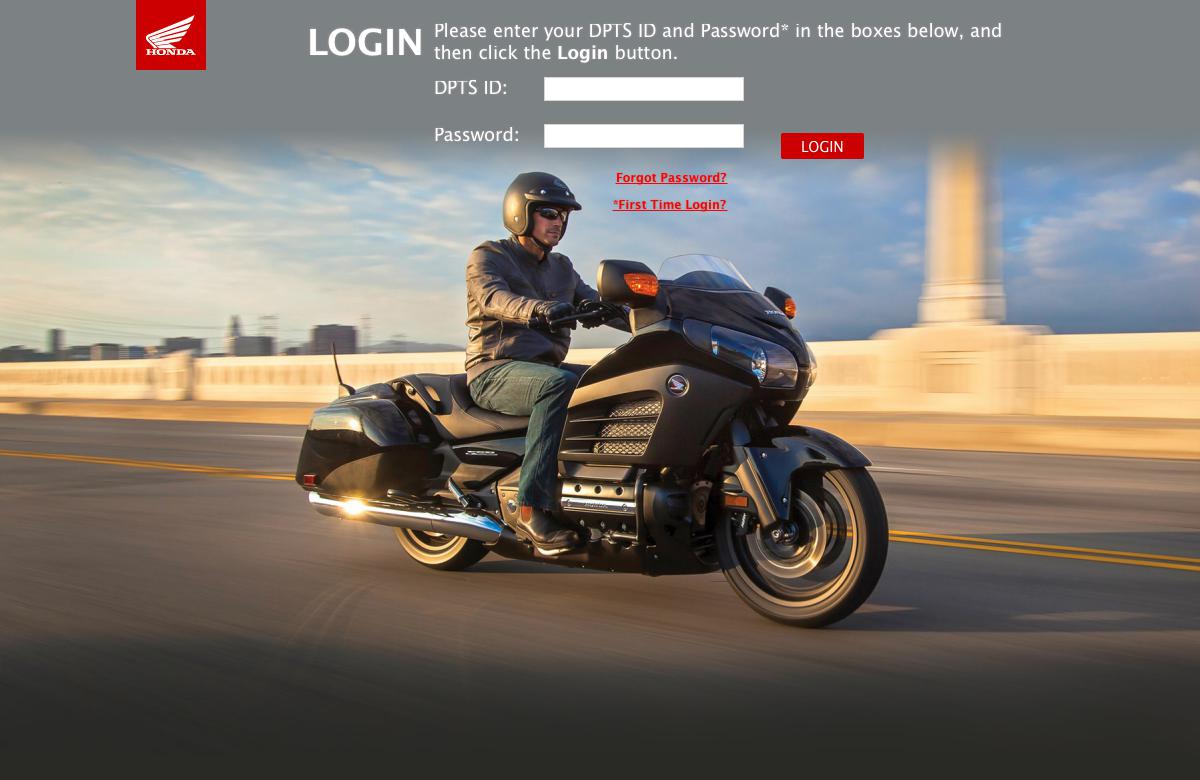 HONDA
LOGIN
Please enter your DPTS ID and Password* in the boxes below, and
then click the Login button.
DPTS ID:
Password:
LOGIN
Forgot Password?
*First Time Login?